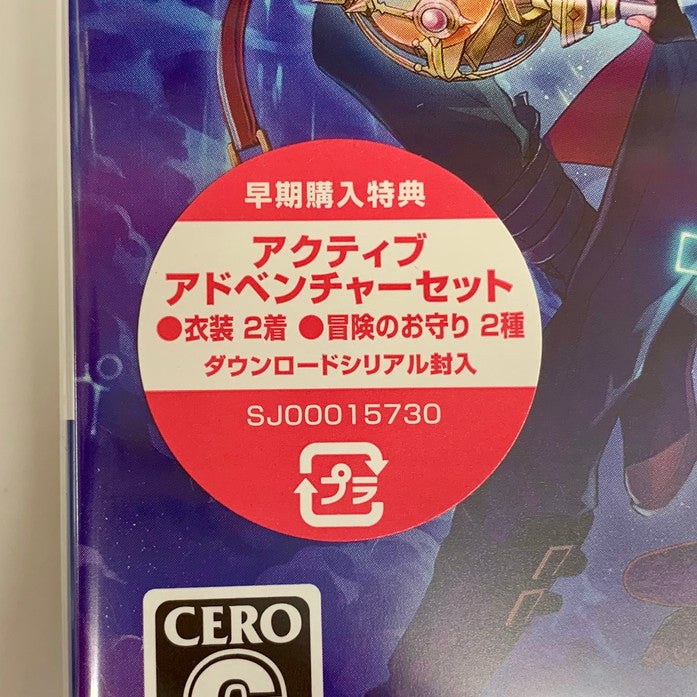 早期購入特典
アクティブ
アドベンチャーセット
●衣装 2着 ●冒険のお守り 2種
ダウンロードシリアル封入
SJ00015730
プラ
CERO